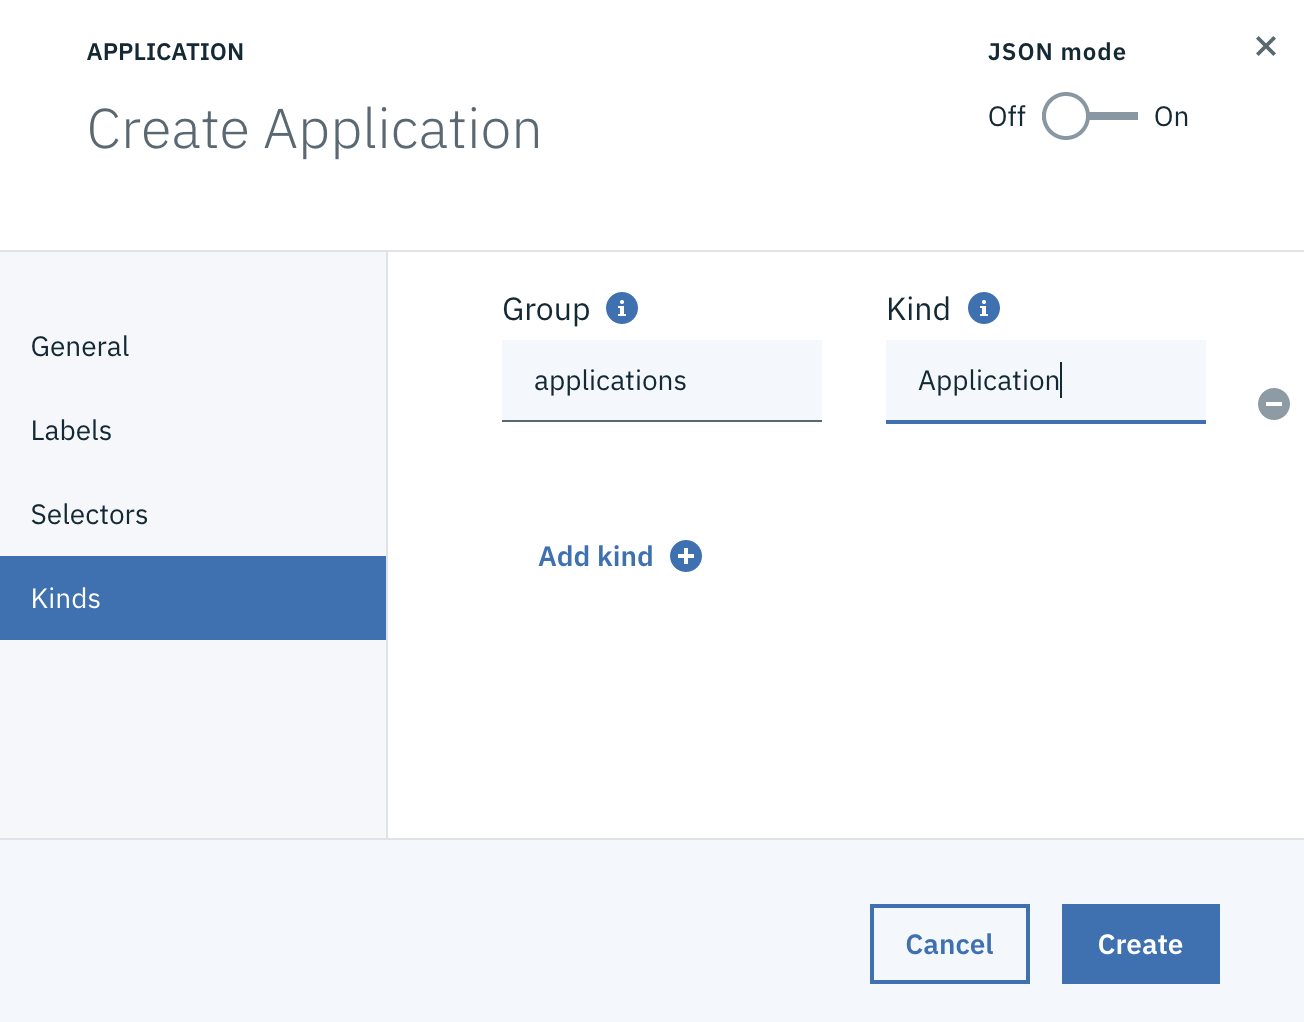 APPLICATION
Create Application
JSON mode
Off On
General
Labels
Selectors
Kinds
Group Kind
applications Application
Add kind
Cancel Create